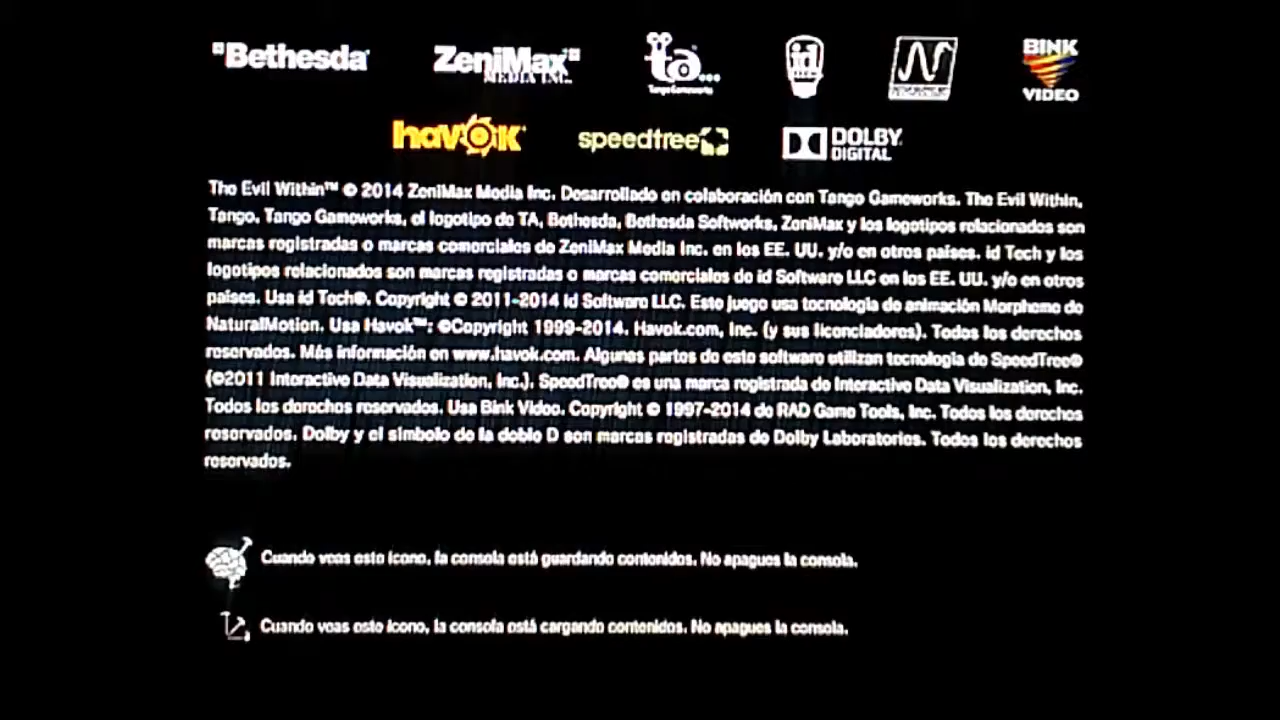 Bethesda ZeniMax MEDIA INC. ta... Tango Gameworks id N BINK VIDEO
havok speedtree DOLBY DIGITAL
The Evil Within™ © 2014 ZeniMax Media Inc. Desarrollado en colaboración con Tango Gameworks. The Evil Within,
Tango, Tango Gameworks, el logotipo de TA, Bethesda, Bethesda Softworks, ZeniMax y los logotipos relacionados son
marcas registradas o marcas comerciales de ZeniMax Media Inc. en los EE. UU. y/o en otros países. id Tech y los
logotipos relacionados son marcas registradas o marcas comerciales de id Software LLC en los EE. UU. y/o en otros
países. Usa id Tech®. Copyright © 2011-2014 id Software LLC. Este juego usa tecnología de animación Morpheme de
NaturalMotion. Usa Havok™: ©Copyright 1999-2014. Havok.com, Inc. (y sus licenciadores). Todos los derechos
reservados. Más información en www.havok.com. Algunas partes de este software utilizan tecnología de SpeedTree®
(©2011 Interactive Data Visualization, Inc.). SpeedTree® es una marca registrada de Interactive Data Visualization, Inc.
Todos los derechos reservados. Usa Bink Video. Copyright © 1997-2014 de RAD Game Tools, Inc. Todos los derechos
reservados. Dolby y el símbolo de la doble D son marcas registradas de Dolby Laboratories. Todos los derechos
reservados.
Cuando veas este icono, la consola está guardando contenidos. No apagues la consola.
Cuando veas este icono, la consola está cargando contenidos. No apagues la consola.